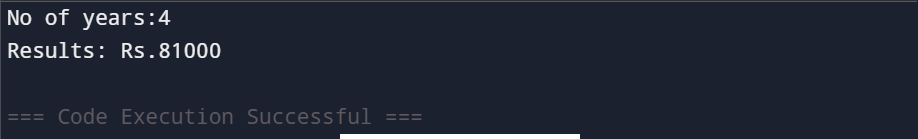 No of years:4
Results: Rs.81000
=== Code Execution Successful ===